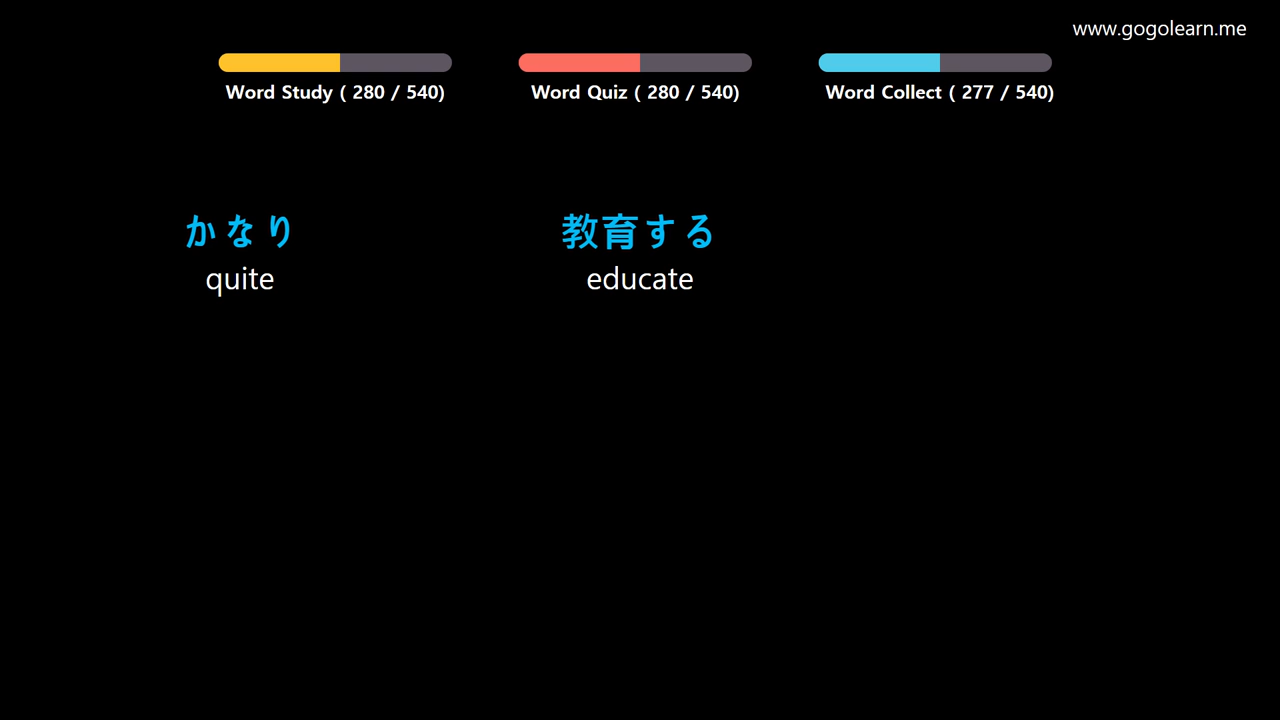 www.gogolearn.me
Word Study ( 280 / 540)
Word Quiz ( 280 / 540)
Word Collect ( 277 / 540)
かなり
quite
教育する
educate